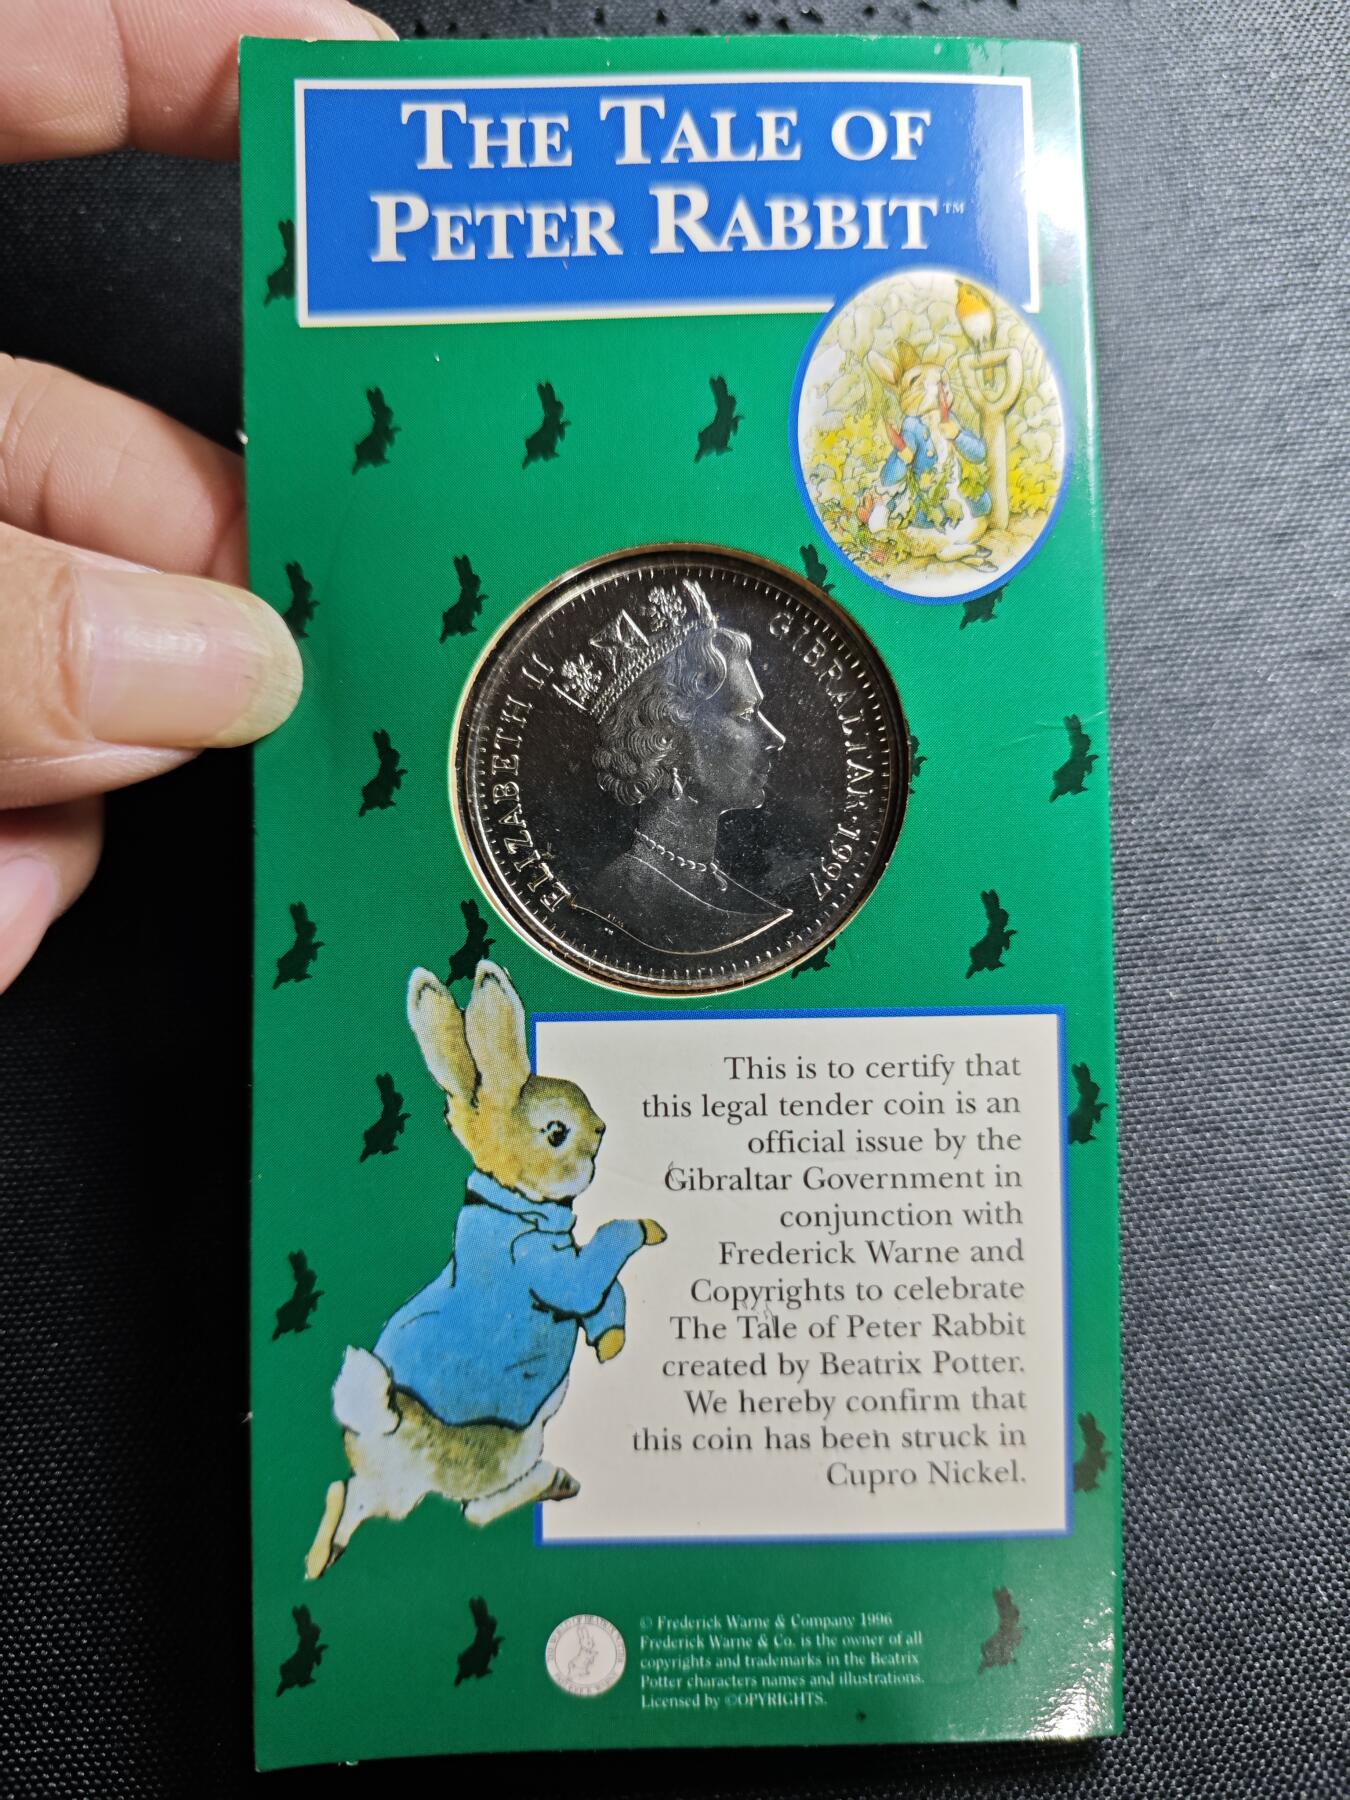 THE TALE OF
PETER RABBIT™
ELIZABETH II
GIBRALTAR·1997
This is to certify that
this legal tender coin is an
official issue by the
Gibraltar Government in
conjunction with
Frederick Warne and
Copyrights to celebrate
The Tale of Peter Rabbit
created by Beatrix Potter.
We hereby confirm that
this coin has been struck in
Cupro Nickel.
© Frederick Warne & Company 1996
Frederick Warne & Co. is the owner of all
copyrights and trademarks in the Beatrix
Potter characters names and illustrations.
Licensed by ©OPYRIGHTS.